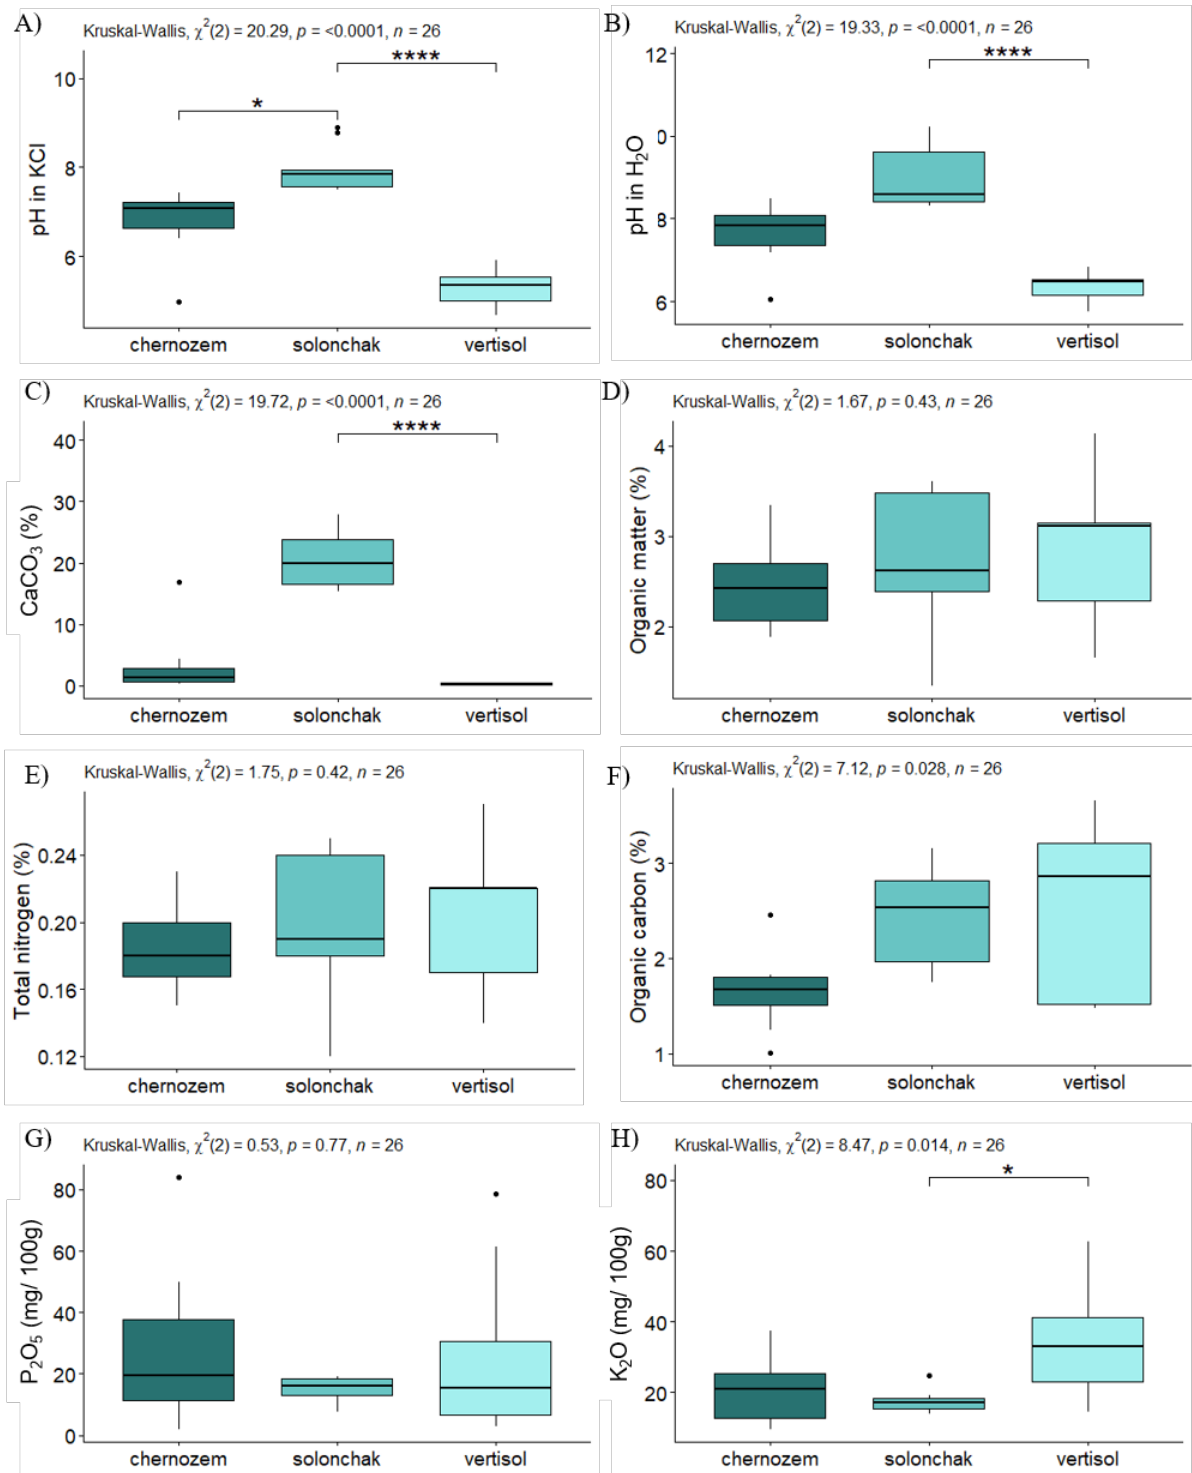 A)
Kruskal-Wallis, χ²(2) = 20.29, p = <0.0001, n = 26
****
*
10
8
6
pH in KCl
chernozem solonchak vertisol
B)
Kruskal-Wallis, χ²(2) = 19.33, p = <0.0001, n = 26
****
12
0
8
6
pH in H₂O
chernozem solonchak vertisol
C)
Kruskal-Wallis, χ²(2) = 19.72, p = <0.0001, n = 26
****
40
30
20
10
0
CaCO₃ (%)
chernozem solonchak vertisol
D)
Kruskal-Wallis, χ²(2) = 1.67, p = 0.43, n = 26
4
3
2
Organic matter (%)
chernozem solonchak vertisol
E)
Kruskal-Wallis, χ²(2) = 1.75, p = 0.42, n = 26
0.24
0.20
0.16
0.12
Total nitrogen (%)
chernozem solonchak vertisol
F)
Kruskal-Wallis, χ²(2) = 7.12, p = 0.028, n = 26
3
2
1
Organic carbon (%)
chernozem solonchak vertisol
G)
Kruskal-Wallis, χ²(2) = 0.53, p = 0.77, n = 26
80
60
40
20
0
P₂O₅ (mg/ 100g)
chernozem solonchak vertisol
H)
Kruskal-Wallis, χ²(2) = 8.47, p = 0.014, n = 26
*
80
60
40
20
K₂O (mg/ 100g)
chernozem solonchak vertisol